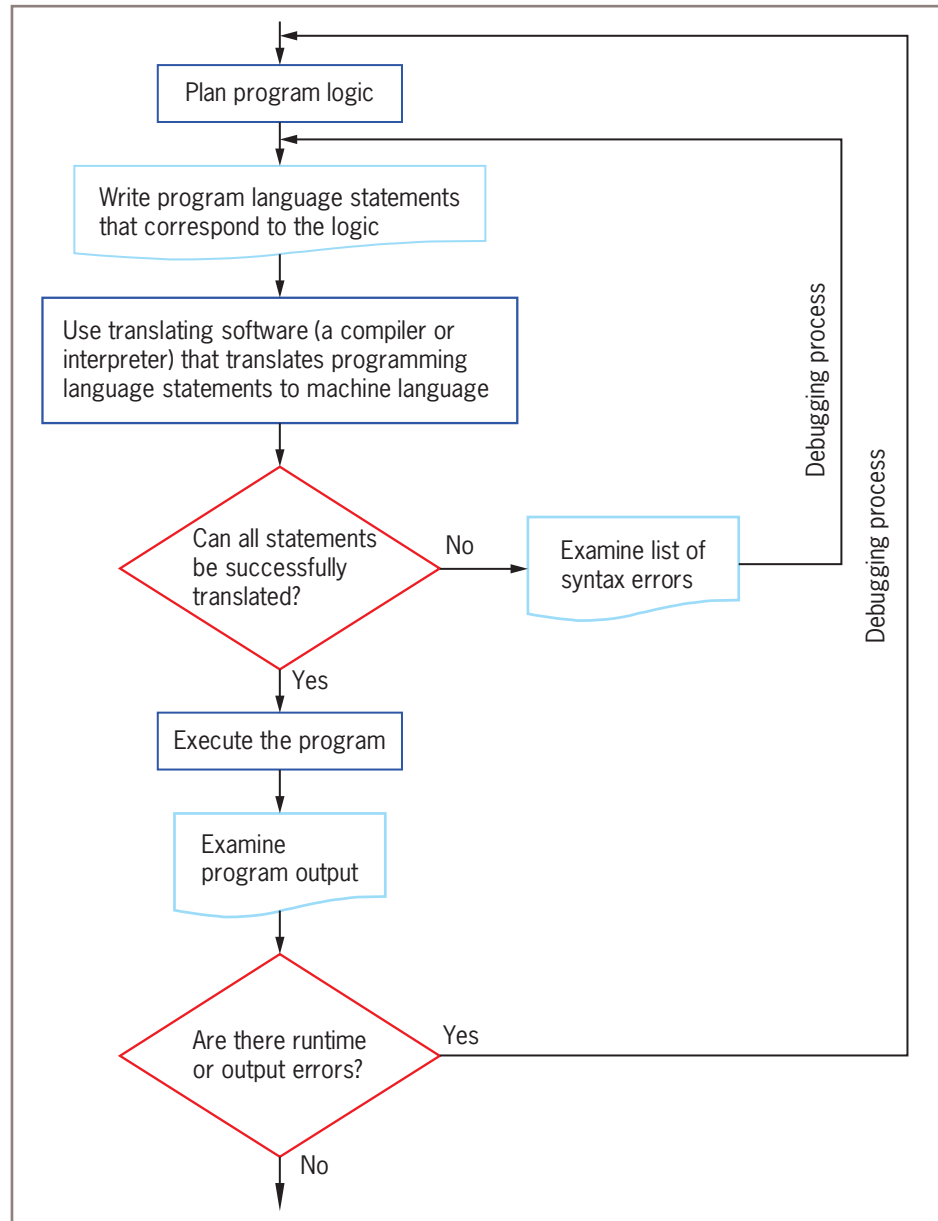 Plan program logic
Write program language statements
that correspond to the logic
Use translating software (a compiler or
interpreter) that translates programming
language statements to machine language
Can all statements
be successfully
translated?
No
Examine list of
syntax errors
Debugging process
Debugging process
Yes
Execute the program
Examine
program output
Are there runtime
or output errors?
Yes
No